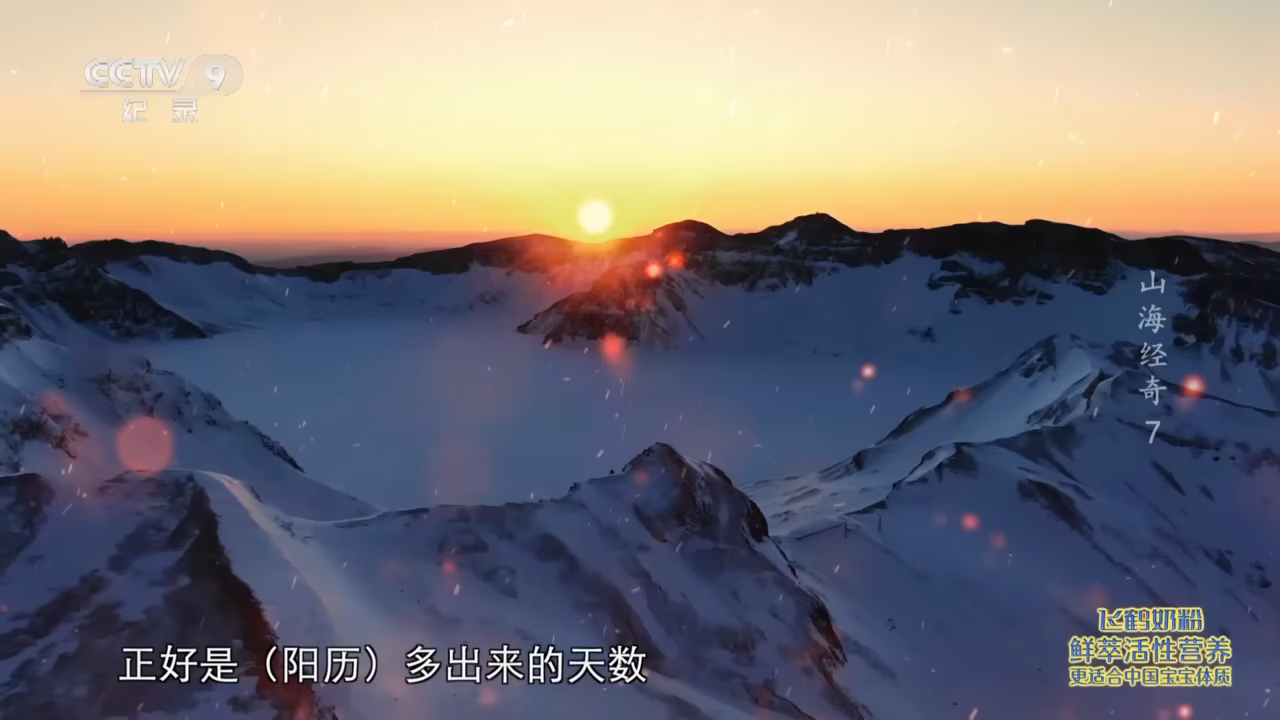 CCTV 9
纪录
山海经奇 7
飞鹤奶粉
鲜萃活性营养
更适合中国宝宝体质
正好是（阳历）多出来的天数